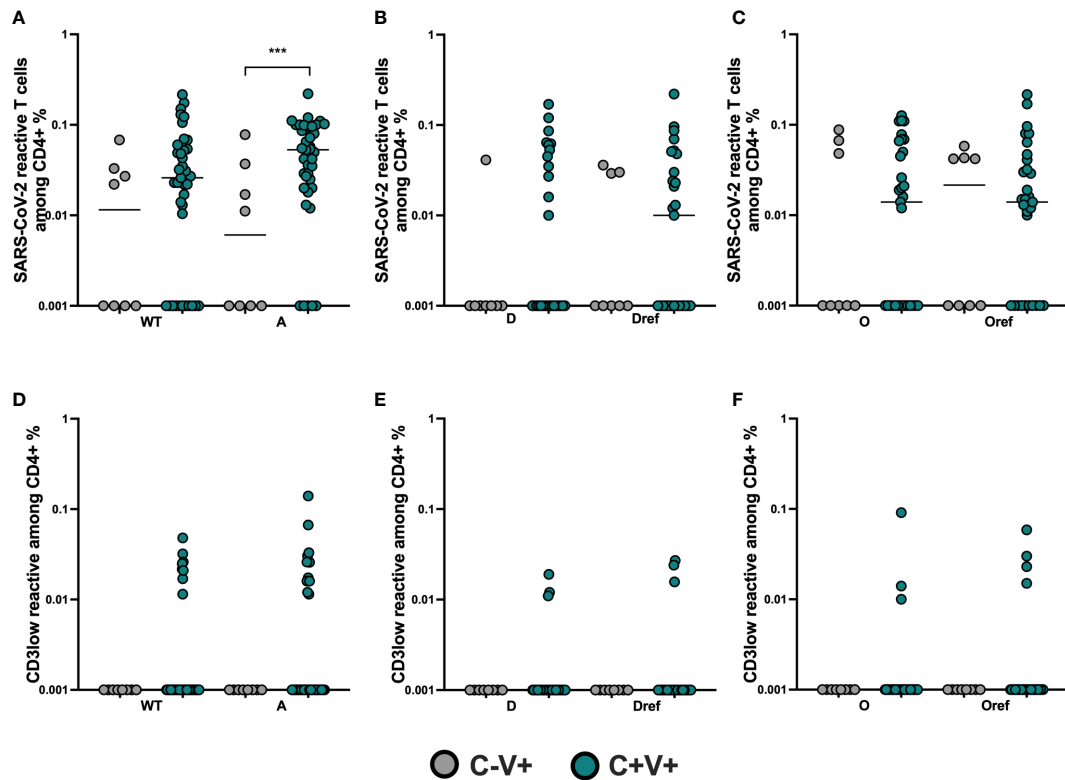 A
SARS-CoV-2 reactive T cells
among CD4+ %
1
0.1
0.01
0.001
***
WT
A
B
SARS-CoV-2 reactive T cells
among CD4+ %
1
0.1
0.01
0.001
D
Dref
C
SARS-CoV-2 reactive T cells
among CD4+ %
1
0.1
0.01
0.001
O
Oref
D
CD3low reactive among CD4+ %
1
0.1
0.01
0.001
WT
A
E
CD3low reactive among CD4+ %
1
0.1
0.01
0.001
D
Dref
F
CD3low reactive among CD4+ %
1
0.1
0.01
0.001
O
Oref
C-V+
C+V+